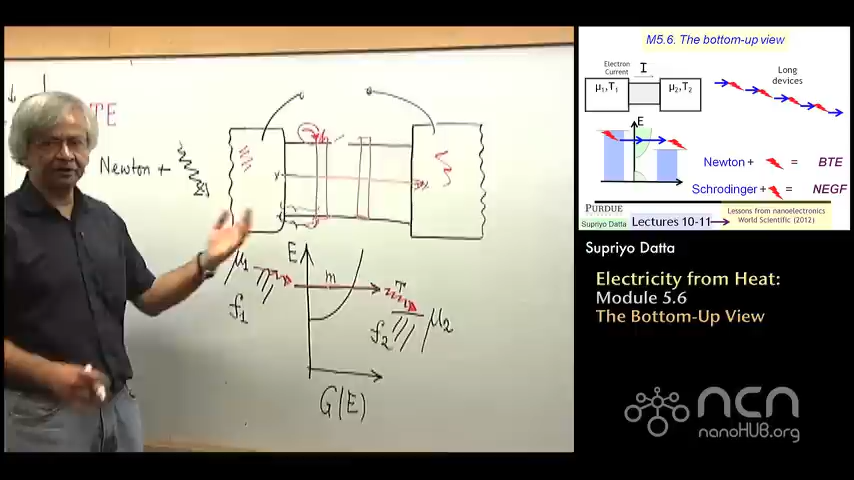 BTE
Newton +
E
μ1
m
f1
f2
μ2
G(E)
M5.6. The bottom-up view
Electron
Current
I
μ1,T1
μ2,T2
Long
devices
E
Newton + = BTE
Schrodinger + = NEGF
PURDUE
Supriyo Datta
Lectures 10-11
Lessons from nanoelectronics
World Scientific (2012)
Supriyo Datta
Electricity from Heat:
Module 5.6
The Bottom-Up View
ncn
nanoHUB.org